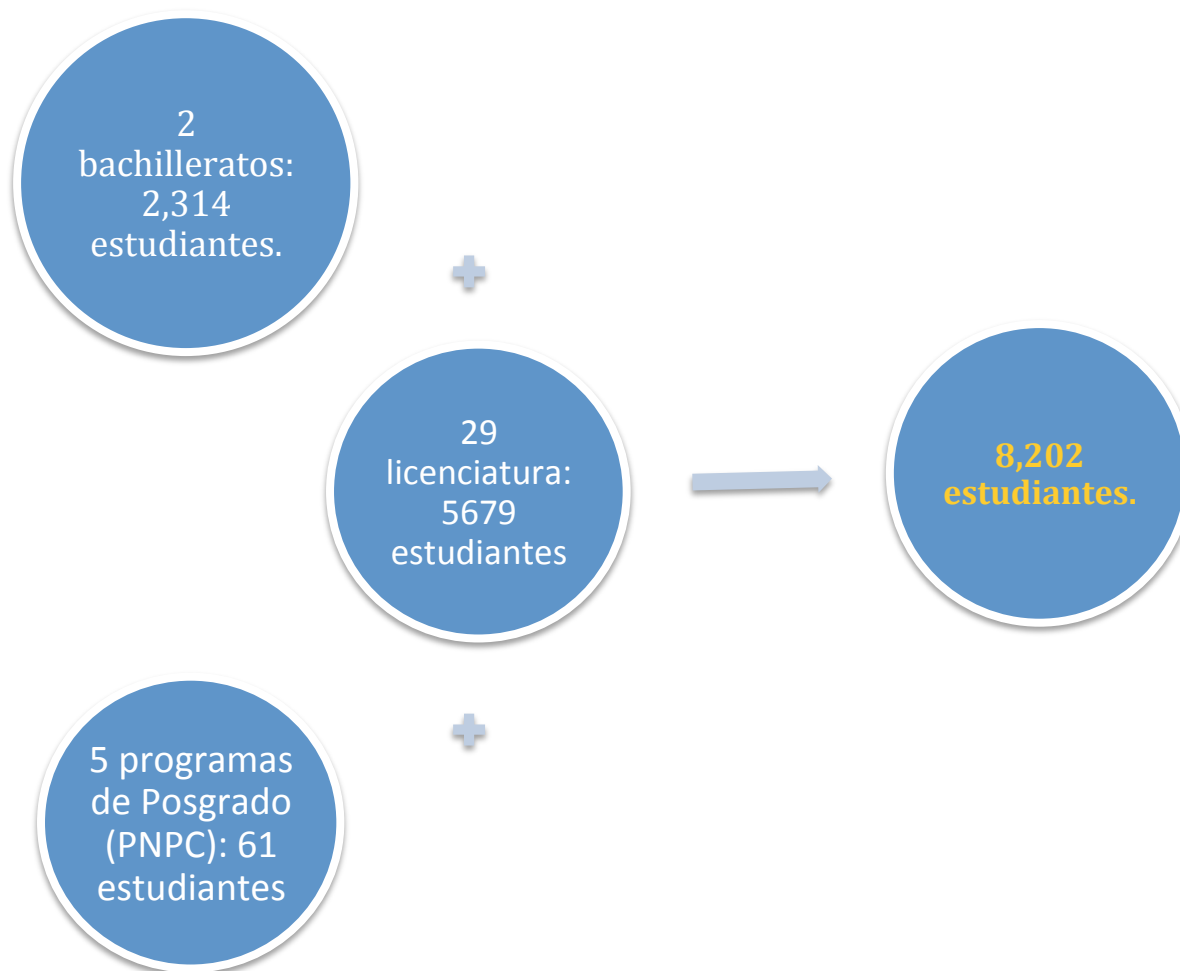 2
bachilleratos:
2,314
estudiantes.
29
licenciatura:
5679
estudiantes
5 programas
de Posgrado
(PNPC): 61
estudiantes
8,202
estudiantes.